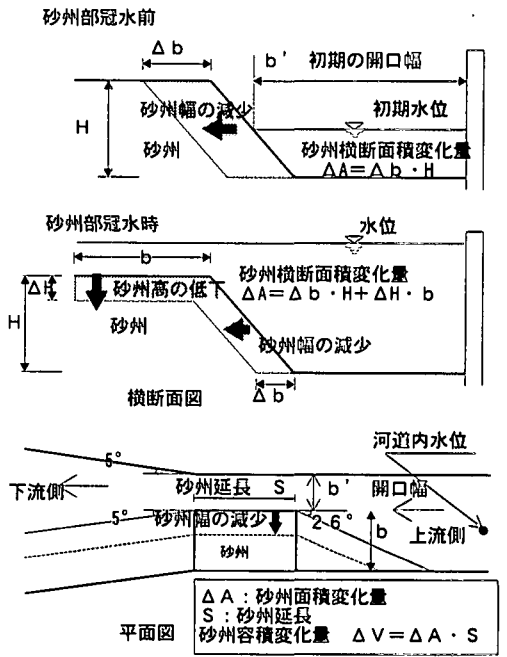 砂州部冠水前
Δb
b' 初期の開口幅
砂州幅の減少
初期水位
H
砂州
砂州横断面積変化量
ΔA=Δb・H
砂州部冠水時
水位
b
砂州横断面積変化量
ΔH
砂州高の低下
ΔA=Δb・H+ΔH・b
H
砂州
砂州幅の減少
横断面図
Δb
河道内水位
5°
下流側
砂州延長 S
b'
開口幅
5°
砂州幅の減少
26°
b
上流側
砂州
平面図
ΔA:砂州面積変化量
S:砂州延長
砂州容積変化量 ΔV=ΔA・S